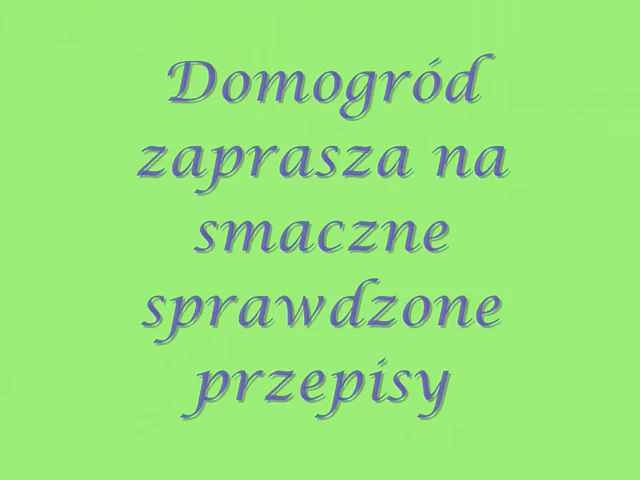 Domogród
zaprasza na
smaczne
sprawdzone
przepisy